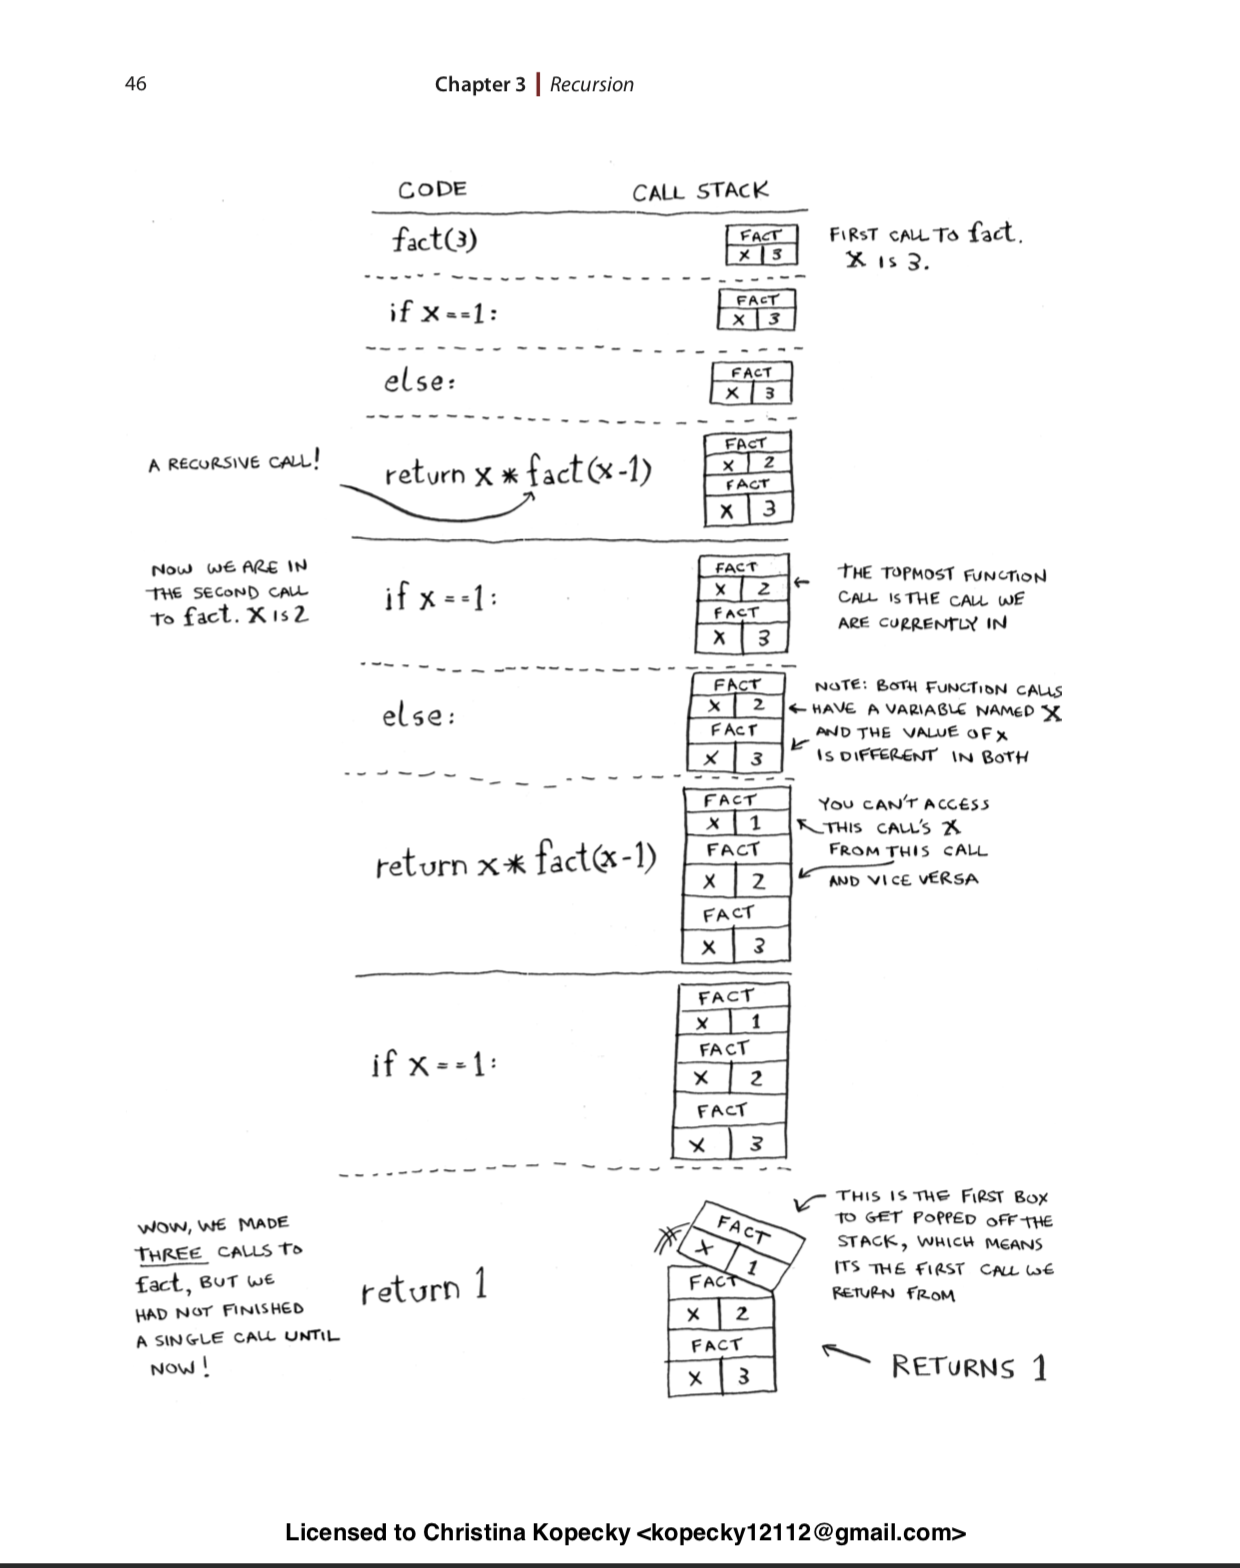 46
Chapter 3 | Recursion
CODE CALL STACK
fact(3)
FACT
X 3
FIRST CALL TO fact.
X IS 3.
if x==1:
FACT
X 3
else:
FACT
X 3
A RECURSIVE CALL!
return x * fact(x-1)
FACT
X 2
FACT
X 3
NOW WE ARE IN
THE SECOND CALL
TO fact. X IS 2
if x==1:
FACT
X 2
FACT
X 3
THE TOPMOST FUNCTION
CALL IS THE CALL WE
ARE CURRENTLY IN
else:
FACT
X 2
FACT
X 3
NOTE: BOTH FUNCTION CALLS
HAVE A VARIABLE NAMED X
AND THE VALUE OF X
IS DIFFERENT IN BOTH
return x * fact(x-1)
FACT
X 1
FACT
X 2
FACT
X 3
YOU CAN'T ACCESS
THIS CALL'S X
FROM THIS CALL
AND VICE VERSA
if x==1:
FACT
X 1
FACT
X 2
FACT
X 3
WOW, WE MADE
THREE CALLS TO
fact, BUT WE
HAD NOT FINISHED
A SINGLE CALL UNTIL
NOW!
return 1
FACT
X 1
FACT
X 2
FACT
X 3
THIS IS THE FIRST BOX
TO GET POPPED OFF THE
STACK, WHICH MEANS
ITS THE FIRST CALL WE
RETURN FROM
RETURNS 1
Licensed to Christina Kopecky <kopecky12112@gmail.com>